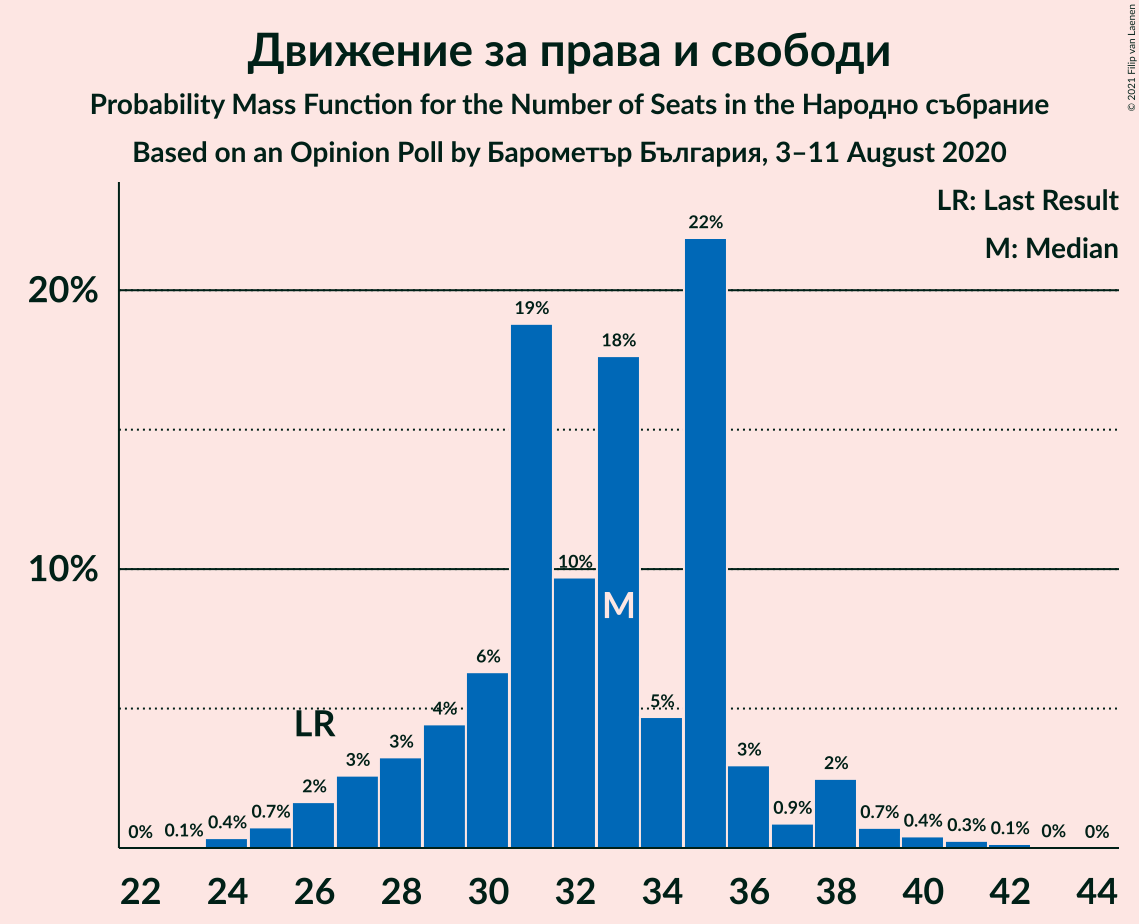 Движение за права и свободи
Probability Mass Function for the Number of Seats in the Народно събрание
Based on an Opinion Poll by Барометър България, 3–11 August 2020
© 2021 Filip van Laenen
LR: Last Result
M: Median
20%
10%
0%
0.1%
0.4%
0.7%
2%
LR
3%
3%
4%
6%
19%
10%
18%
M
5%
22%
3%
0.9%
2%
0.7%
0.4%
0.3%
0.1%
0%
0%
22 24 26 28 30 32 34 36 38 40 42 44